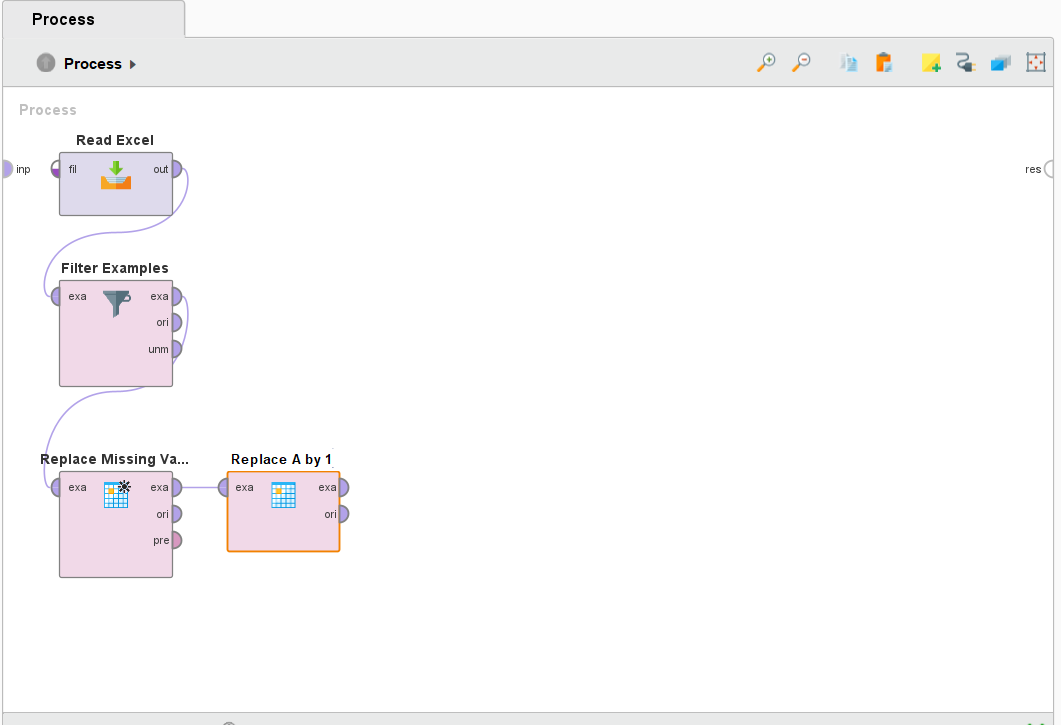 Process
Process
Process
Read Excel
inp
fil
out
res
Filter Examples
exa
exa
ori
unm
Replace Missing Va...
Replace A by 1
exa
exa
exa
exa
ori
ori
pre